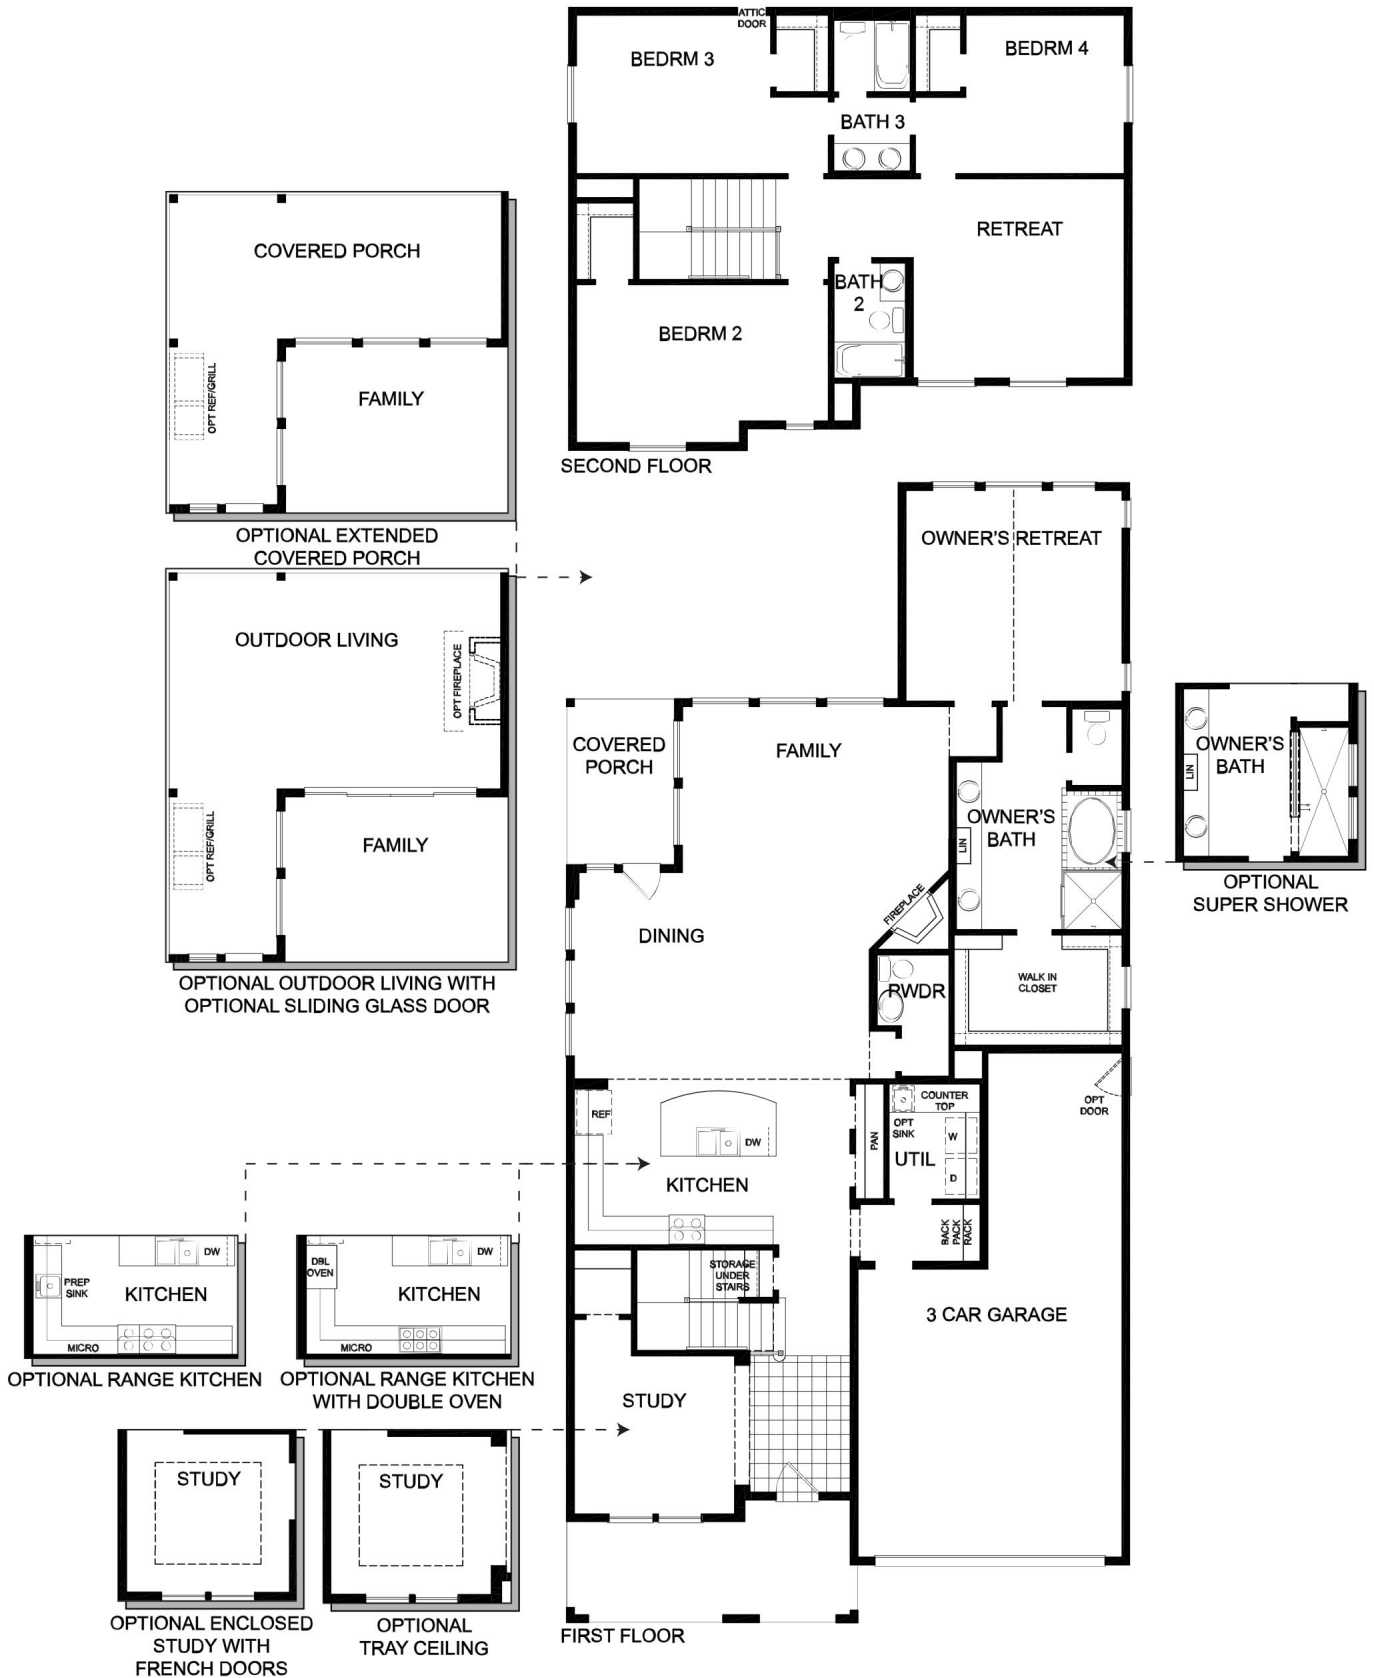 ATTIC
DOOR
BEDRM 3
BEDRM 4
BATH 3
RETREAT
BATH
2
BEDRM 2
SECOND FLOOR
COVERED PORCH
OPT REF/GRILL
FAMILY
OPTIONAL EXTENDED
COVERED PORCH
OUTDOOR LIVING
OPT FIREPLACE
OPT REF/GRILL
FAMILY
OPTIONAL OUTDOOR LIVING WITH
OPTIONAL SLIDING GLASS DOOR
OWNER'S RETREAT
COVERED
PORCH
FAMILY
OWNER'S
BATH
LIN
OWNER'S
BATH
LIN
OPTIONAL
SUPER SHOWER
FIREPLACE
DINING
PWDR
WALK IN
CLOSET
REF
DW
KITCHEN
PAN
COUNTER
TOP
OPT
SINK
W
D
UTIL
OPT
DOOR
BACK
PACK
RACK
STORAGE
UNDER
STAIRS
3 CAR GARAGE
STUDY
FIRST FLOOR
DW
PREP
SINK
KITCHEN
MICRO
OPTIONAL RANGE KITCHEN
DBL
OVEN
DW
KITCHEN
MICRO
OPTIONAL RANGE KITCHEN
WITH DOUBLE OVEN
STUDY
OPTIONAL ENCLOSED
STUDY WITH
FRENCH DOORS
STUDY
OPTIONAL
TRAY CEILING